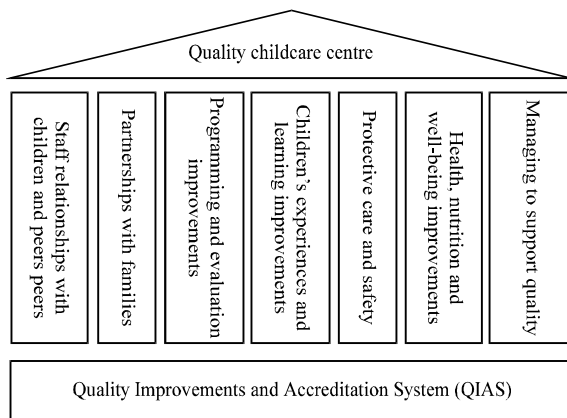 Quality childcare centre
Staff relationships with
children and peers peers
Partnerships with families
Programming and evaluation
improvements
Children’s experiences and
learning improvements
Protective care and safety
Health, nutrition and
well-being improvements
Managing to support quality
Quality Improvements and Accreditation System (QIAS)